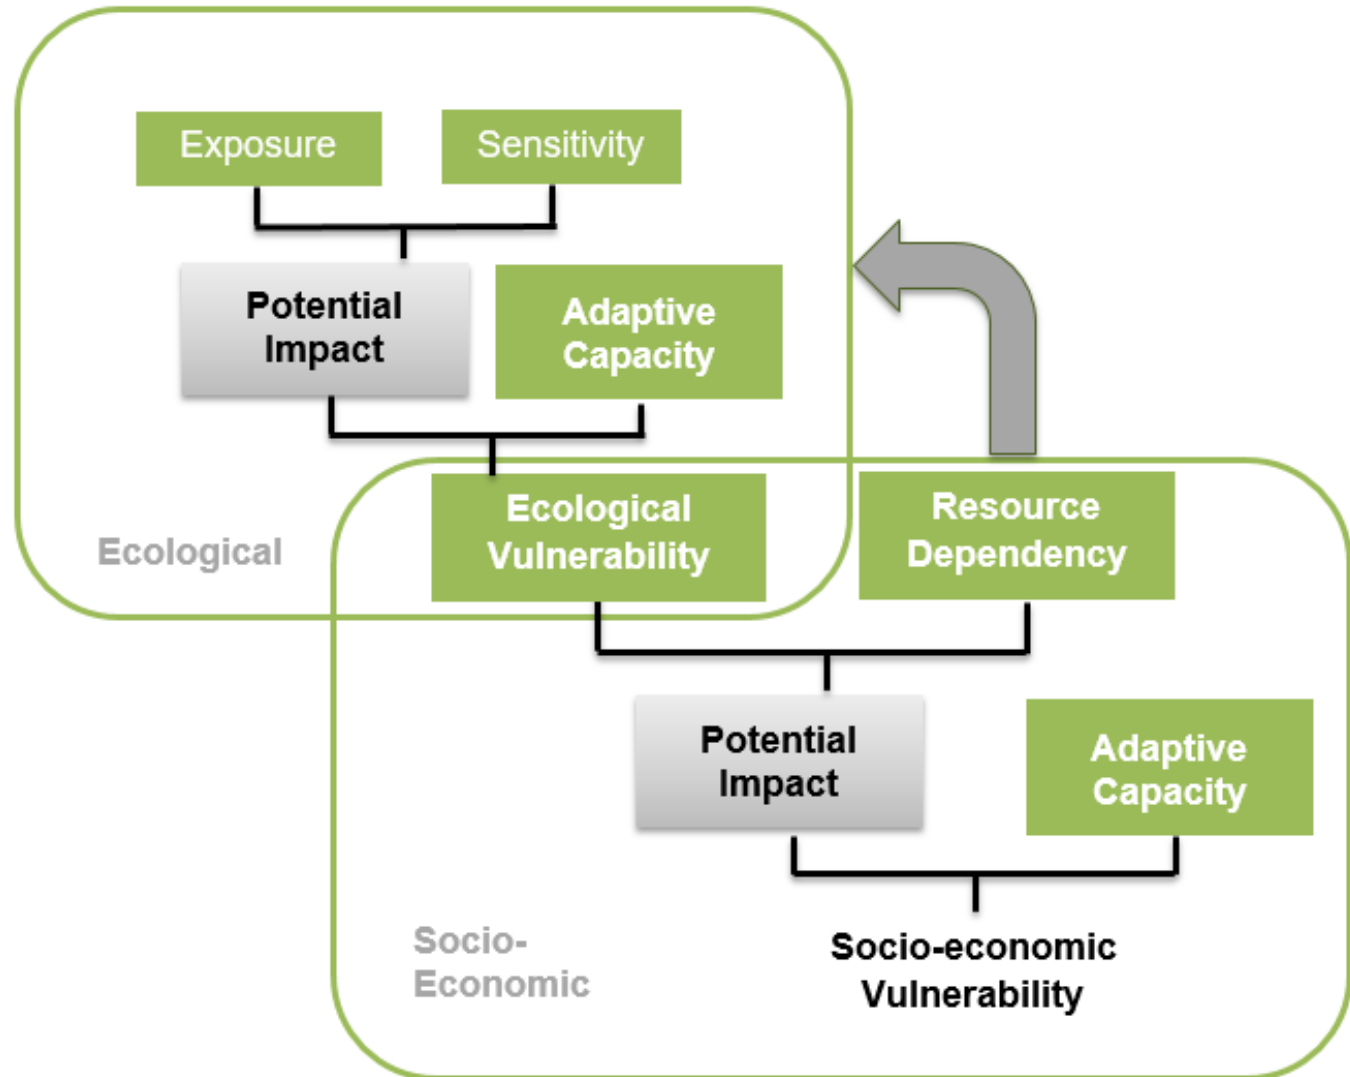 Exposure
Sensitivity
Potential
Impact
Adaptive
Capacity
Ecological
Ecological
Vulnerability
Resource
Dependency
Potential
Impact
Adaptive
Capacity
Socio-
Economic
Socio-economic
Vulnerability